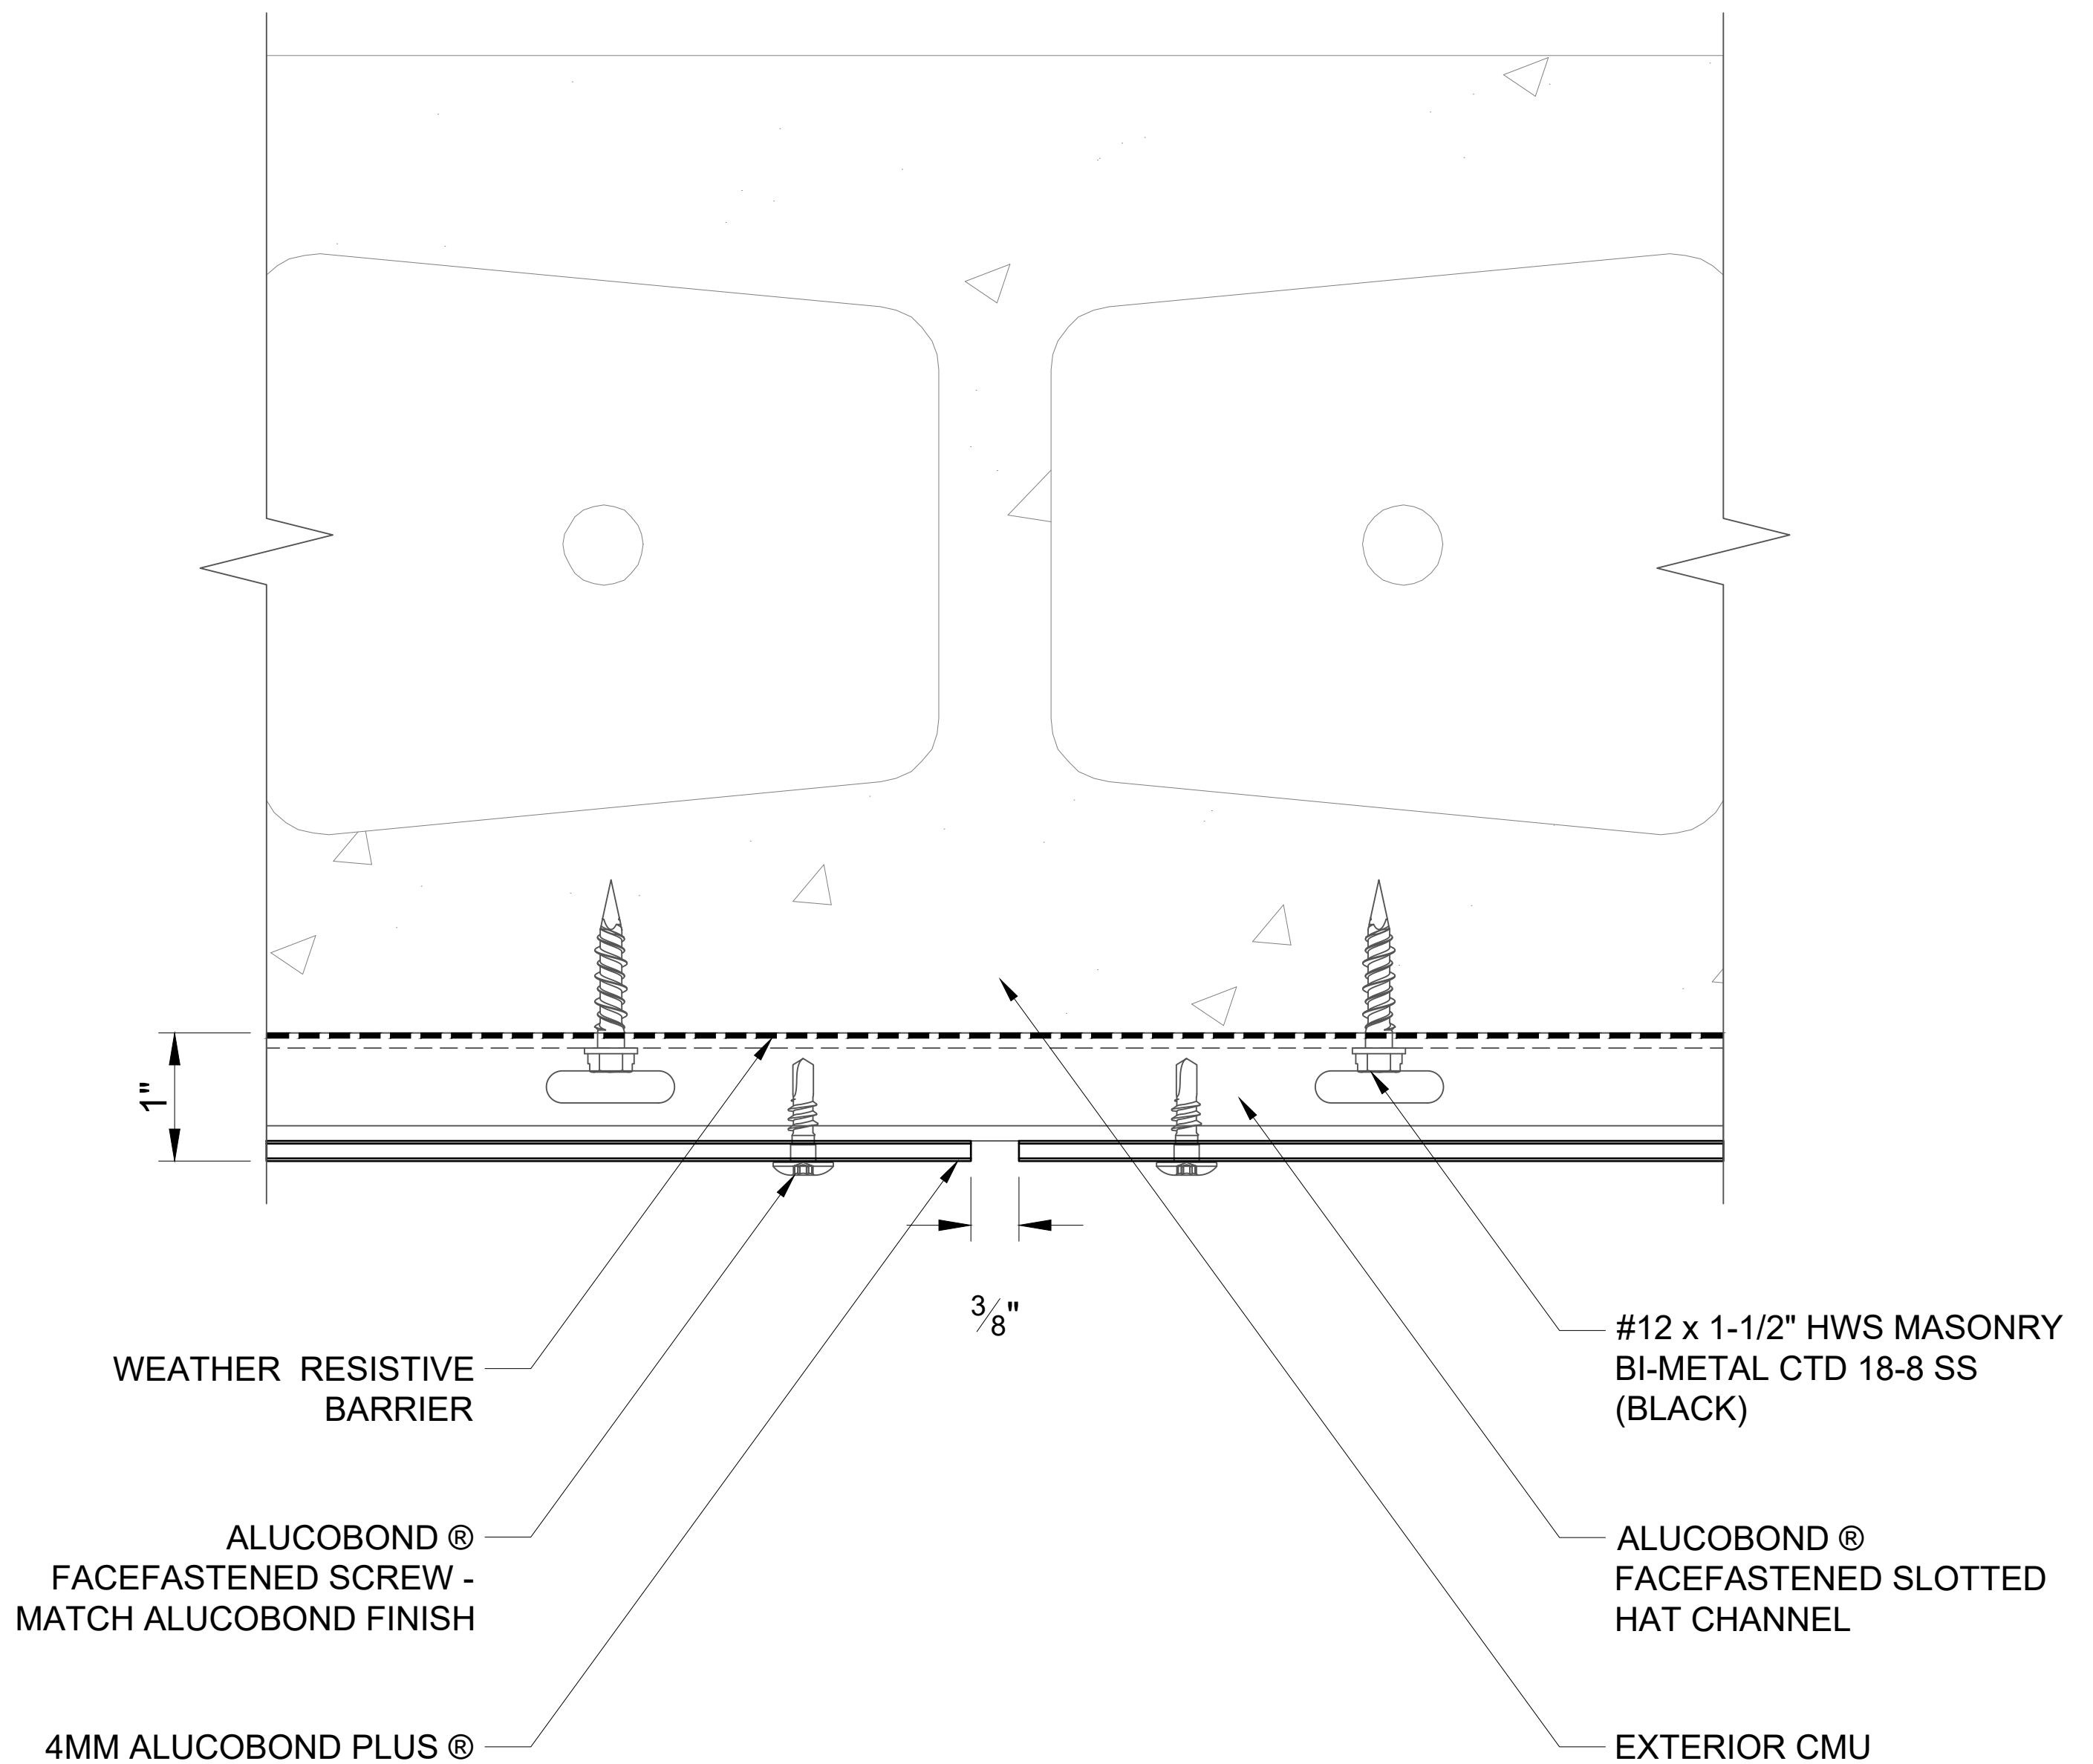 1"
3/8"
WEATHER RESISTIVE
BARRIER
ALUCOBOND ®
FACEFASTENED SCREW -
MATCH ALUCOBOND FINISH
4MM ALUCOBOND PLUS ®
#12 x 1-1/2" HWS MASONRY
BI-METAL CTD 18-8 SS
(BLACK)
ALUCOBOND ®
FACEFASTENED SLOTTED
HAT CHANNEL
EXTERIOR CMU